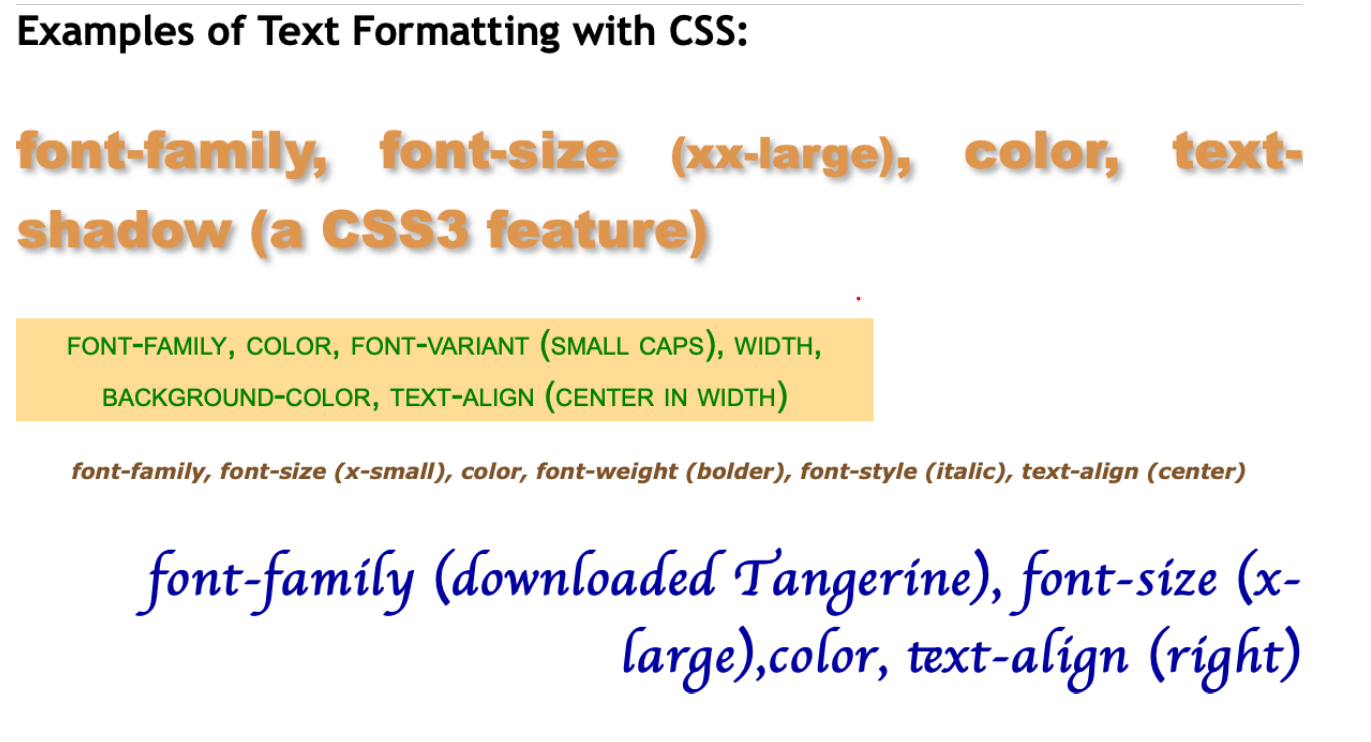 Examples of Text Formatting with CSS:
font-family, font-size (xx-large), color, text-
shadow (a CSS3 feature)
FONT-FAMILY, COLOR, FONT-VARIANT (SMALL CAPS), WIDTH,
BACKGROUND-COLOR, TEXT-ALIGN (CENTER IN WIDTH)
font-family, font-size (x-small), color, font-weight (bolder), font-style (italic), text-align (center)
font-family (downloaded Tangerine), font-size (x-
large),color, text-align (right)